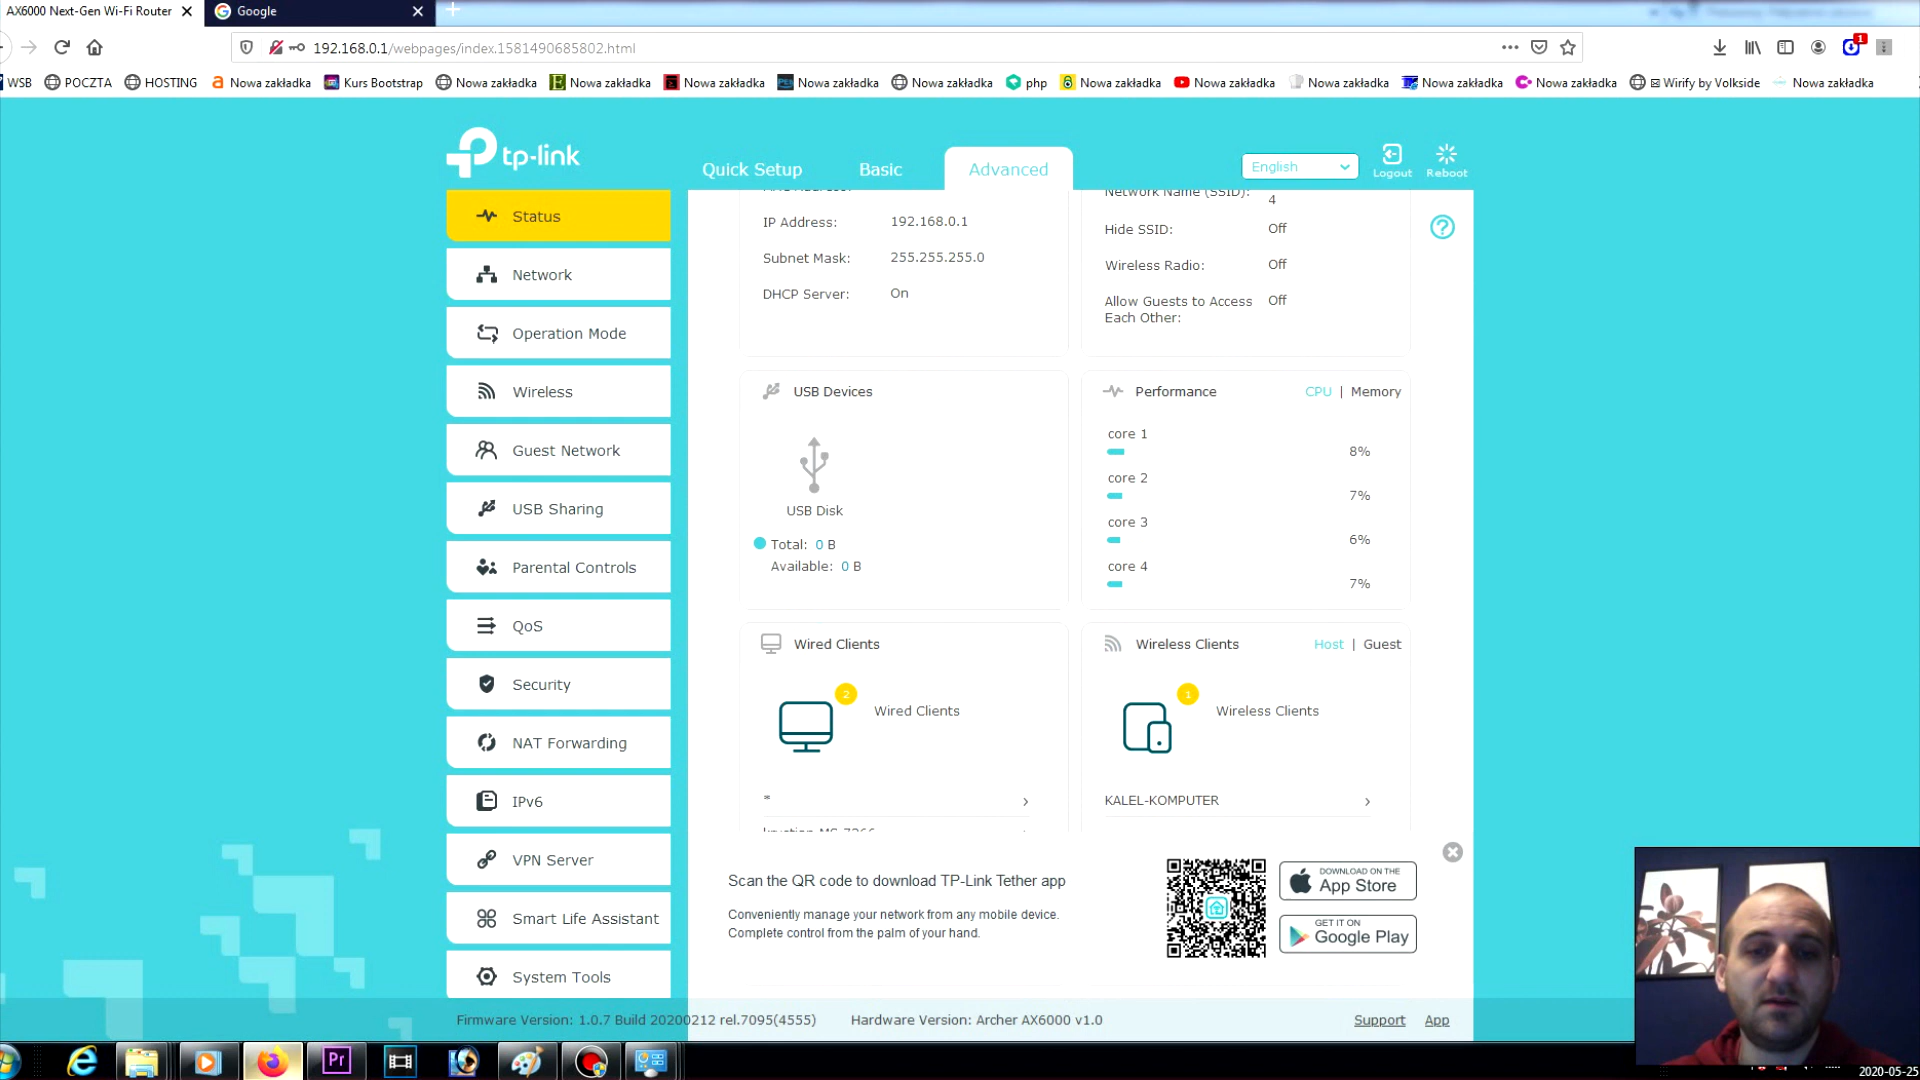 AX6000 Next-Gen Wi-Fi Router
Google
192.168.0.1/webpages/index.1581490685802.html
1
WSB POCZTA HOSTING Nowa zakładka Kurs Bootstrap Nowa zakładka Nowa zakładka Nowa zakładka Nowa zakładka Nowa zakładka php Nowa zakładka Nowa zakładka Nowa zakładka Nowa zakładka Nowa zakładka Wirify by Volkside Nowa zakładka
tp-link
Quick Setup
Basic
Advanced
English
Logout
Reboot
Status
Network
Operation Mode
Wireless
Guest Network
USB Sharing
Parental Controls
QoS
Security
NAT Forwarding
IPv6
VPN Server
Smart Life Assistant
System Tools
IP Address: 192.168.0.1
Subnet Mask: 255.255.255.0
DHCP Server: On
Network Name (SSID): 4
Hide SSID: Off
Wireless Radio: Off
Allow Guests to Access Off
Each Other:
?
USB Devices
USB Disk
Total: 0 B
Available: 0 B
Performance CPU | Memory
core 1
8%
core 2
7%
core 3
6%
core 4
7%
Wired Clients
2
Wired Clients
*
Wireless Clients Host | Guest
1
Wireless Clients
KALEL-KOMPUTER
Scan the QR code to download TP-Link Tether app
Conveniently manage your network from any mobile device.
Complete control from the palm of your hand.
DOWNLOAD ON THE
App Store
GET IT ON
Google Play
Firmware Version: 1.0.7 Build 20200212 rel.7095(4555) Hardware Version: Archer AX6000 v1.0
Support App
Pr
2020-05-25